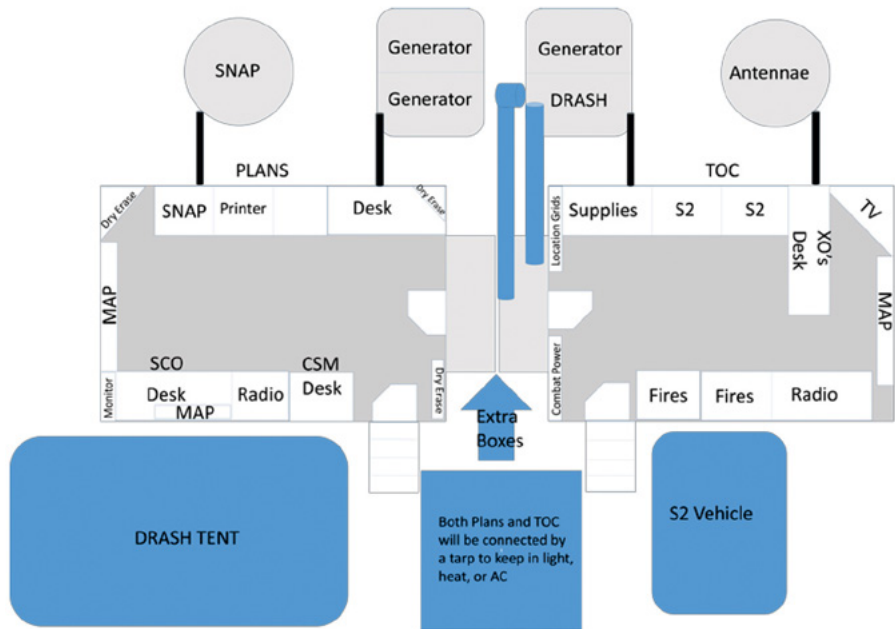 SNAP
Generator
Generator
Generator
DRASH
Antennae
PLANS
TOC
Dry Erase
SNAP
Printer
Desk
Dry Erase
Location Grids
Supplies
S2
S2
XO's
Desk
TV
MAP
MAP
SCO
Monitor
Desk
MAP
Radio
CSM
Desk
Dry Erase
Combat Power
Fires
Fires
Radio
Extra
Boxes
DRASH TENT
Both Plans and TOC
will be connected by
a tarp to keep in light,
heat, or AC
S2 Vehicle